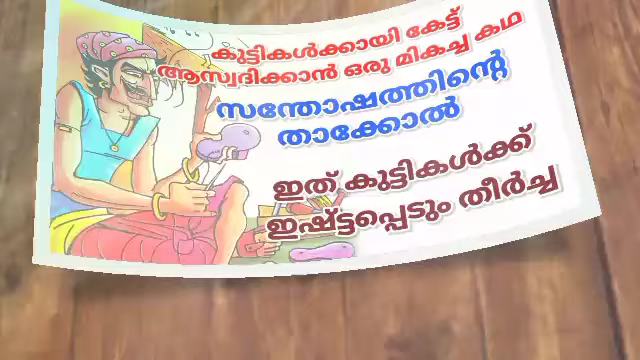 കുട്ടികൾക്കായി കേട്ട്
ആസ്വദിക്കാൻ ഒരു മികച്ച കഥ
സന്തോഷത്തിന്റെ
താക്കോൽ
ഇത് കുട്ടികൾക്ക്
ഇഷ്ട്ടപ്പെടും തീർച്ച